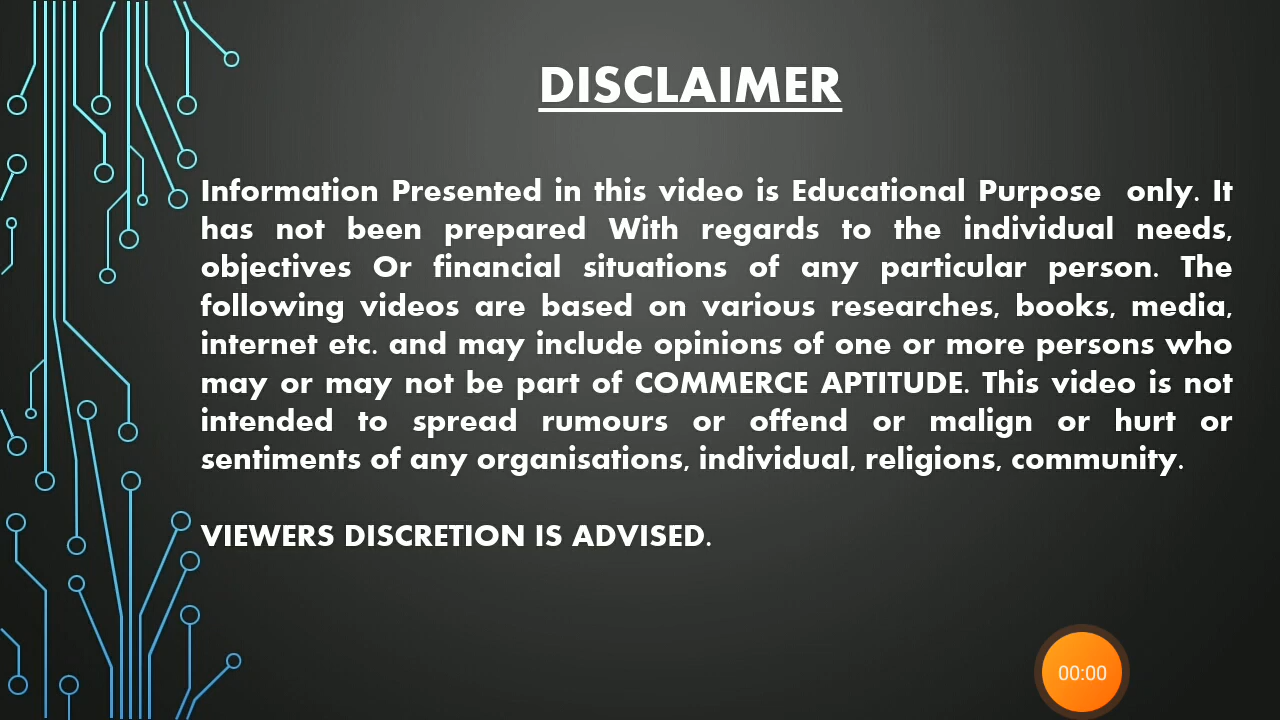 DISCLAIMER
Information Presented in this video is Educational Purpose only. It
has not been prepared With regards to the individual needs,
objectives Or financial situations of any particular person. The
following videos are based on various researches, books, media,
internet etc. and may include opinions of one or more persons who
may or may not be part of COMMERCE APTITUDE. This video is not
intended to spread rumours or offend or malign or hurt or
sentiments of any organisations, individual, religions, community.
VIEWERS DISCRETION IS ADVISED.
00:00